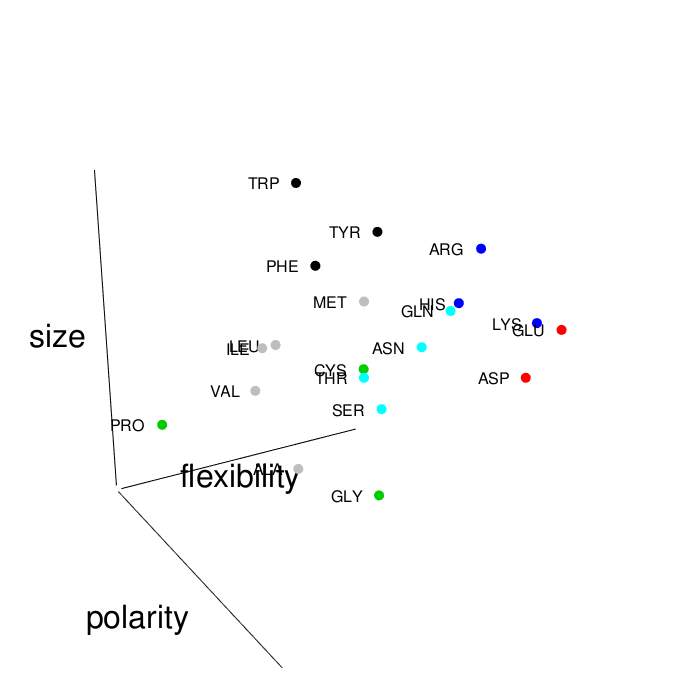 TRP
TYR
ARG
PHE
MET
HIS
GLN
LYS
GLU
size
LEU
ILE
ASN
CYS
THR
ASP
VAL
SER
PRO
ALA
flexibility
GLY
polarity